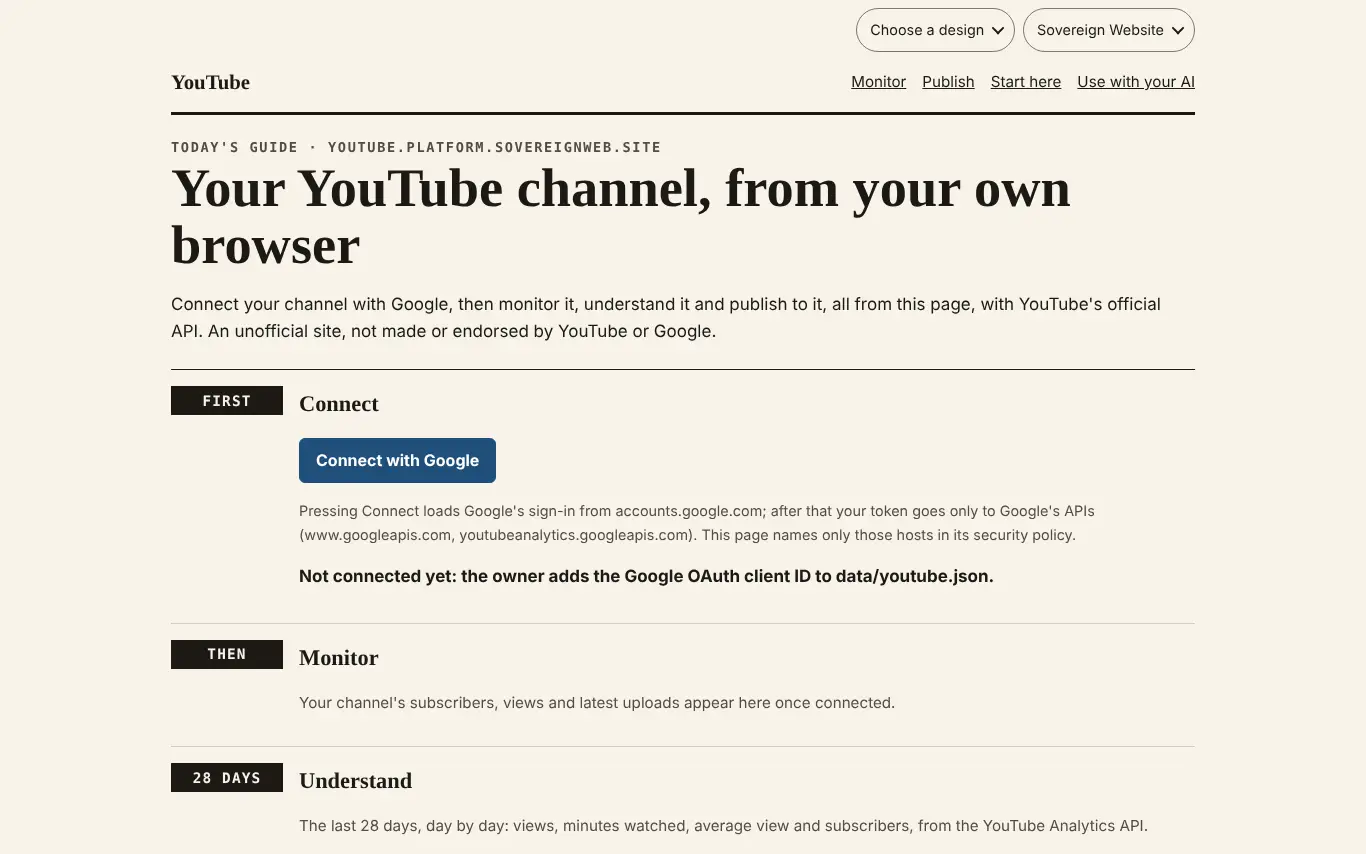 Choose a design
Sovereign Website
YouTube
Monitor Publish Start here Use with your AI
TODAY'S GUIDE · YOUTUBE.PLATFORM.SOVEREIGNWEB.SITE
Your YouTube channel, from your own
browser
Connect your channel with Google, then monitor it, understand it and publish to it, all from this page, with YouTube's official
API. An unofficial site, not made or endorsed by YouTube or Google.
FIRST
Connect
Connect with Google
Pressing Connect loads Google's sign-in from accounts.google.com; after that your token goes only to Google's APIs
(www.googleapis.com, youtubeanalytics.googleapis.com). This page names only those hosts in its security policy.
Not connected yet: the owner adds the Google OAuth client ID to data/youtube.json.
THEN
Monitor
Your channel's subscribers, views and latest uploads appear here once connected.
28 DAYS
Understand
The last 28 days, day by day: views, minutes watched, average view and subscribers, from the YouTube Analytics API.